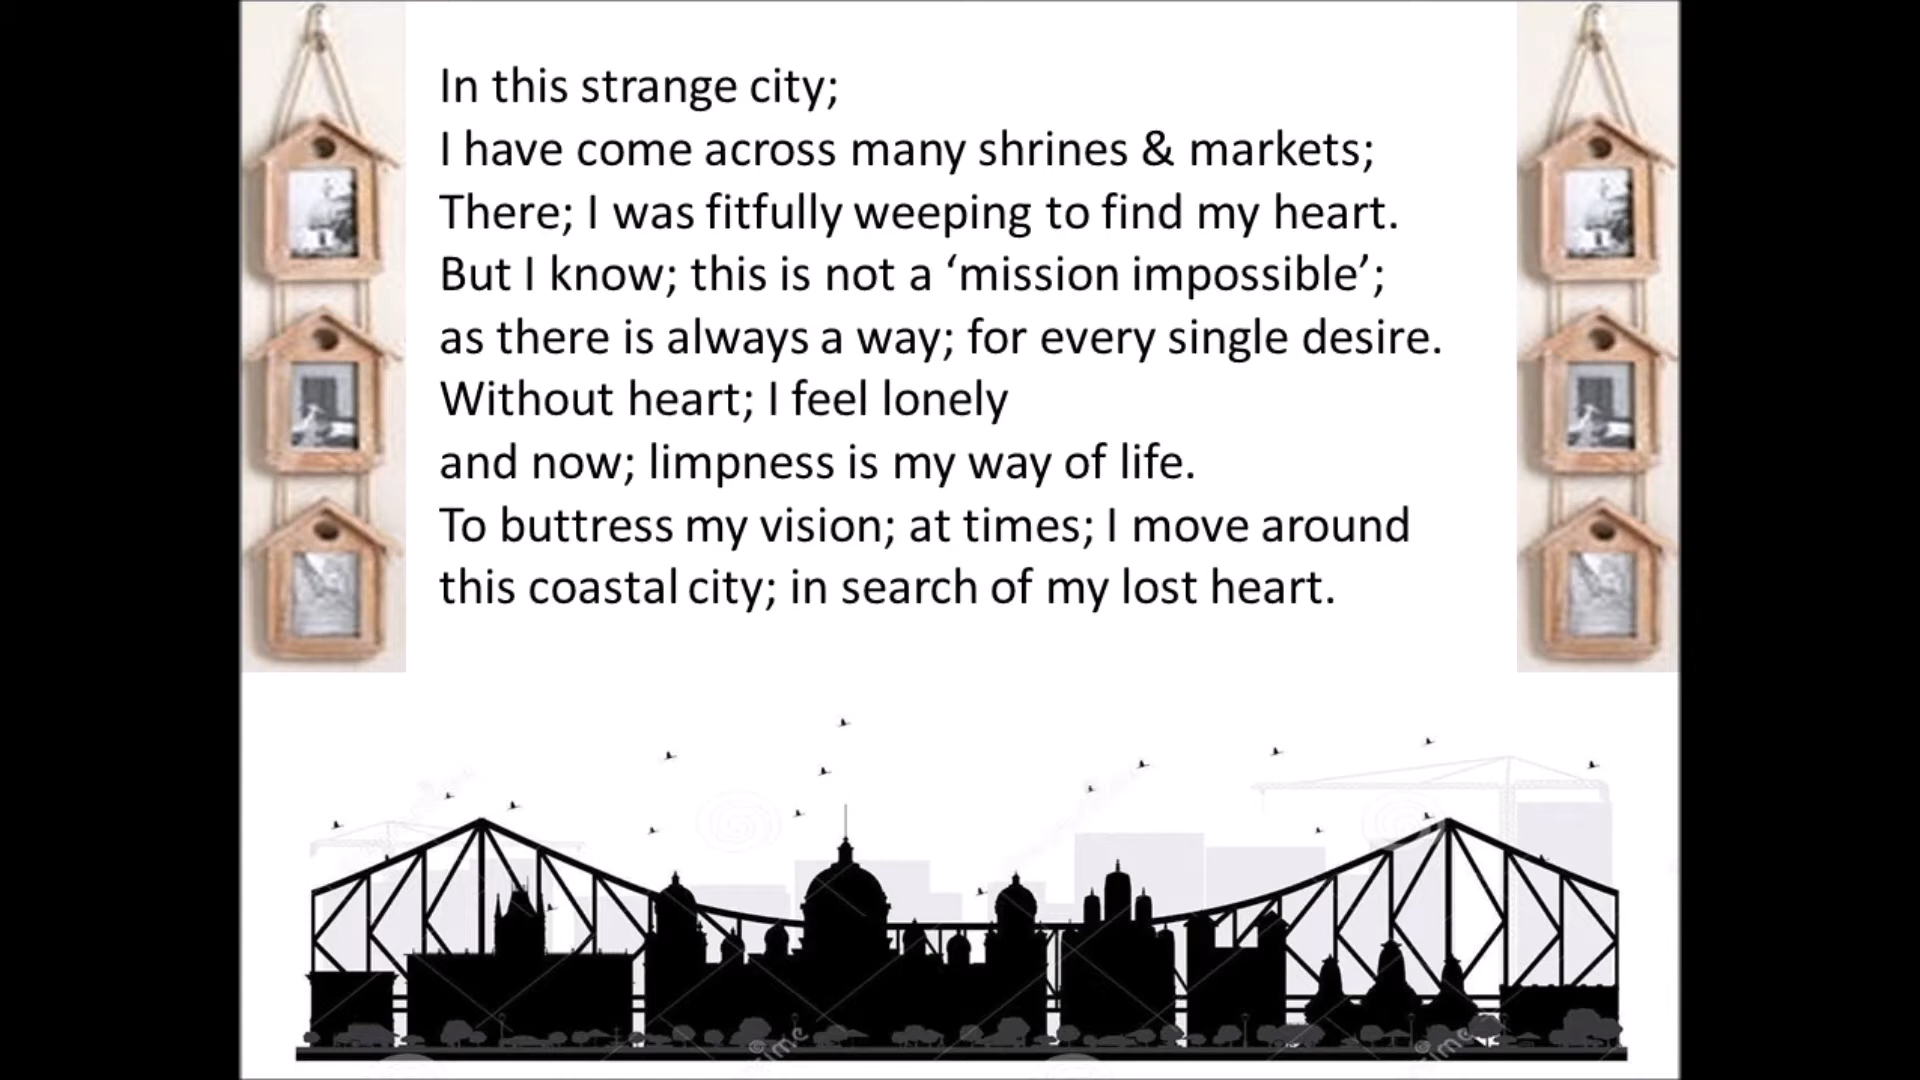 In this strange city;
I have come across many shrines & markets;
There; I was fitfully weeping to find my heart.
But I know; this is not a ‘mission impossible’;
as there is always a way; for every single desire.
Without heart; I feel lonely
and now; limpness is my way of life.
To buttress my vision; at times; I move around
this coastal city; in search of my lost heart.